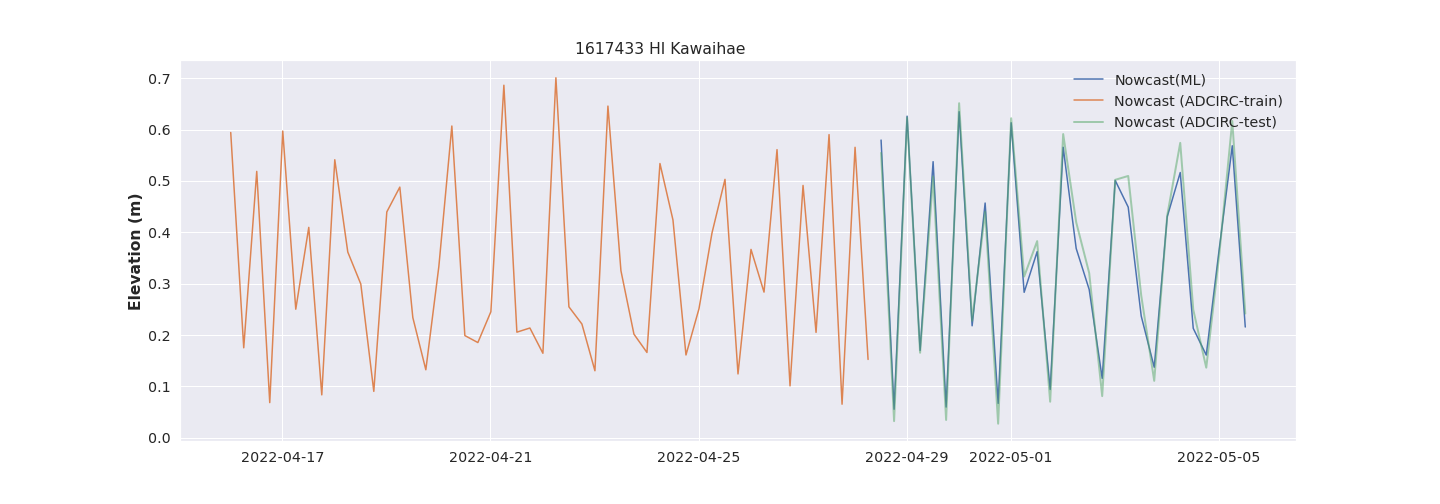 1617433 HI Kawaihae
Nowcast(ML)
Nowcast (ADCIRC-train)
Nowcast (ADCIRC-test)
Elevation (m)
0.7
0.6
0.5
0.4
0.3
0.2
0.1
0.0
2022-04-17 2022-04-21 2022-04-25 2022-04-29 2022-05-01 2022-05-05